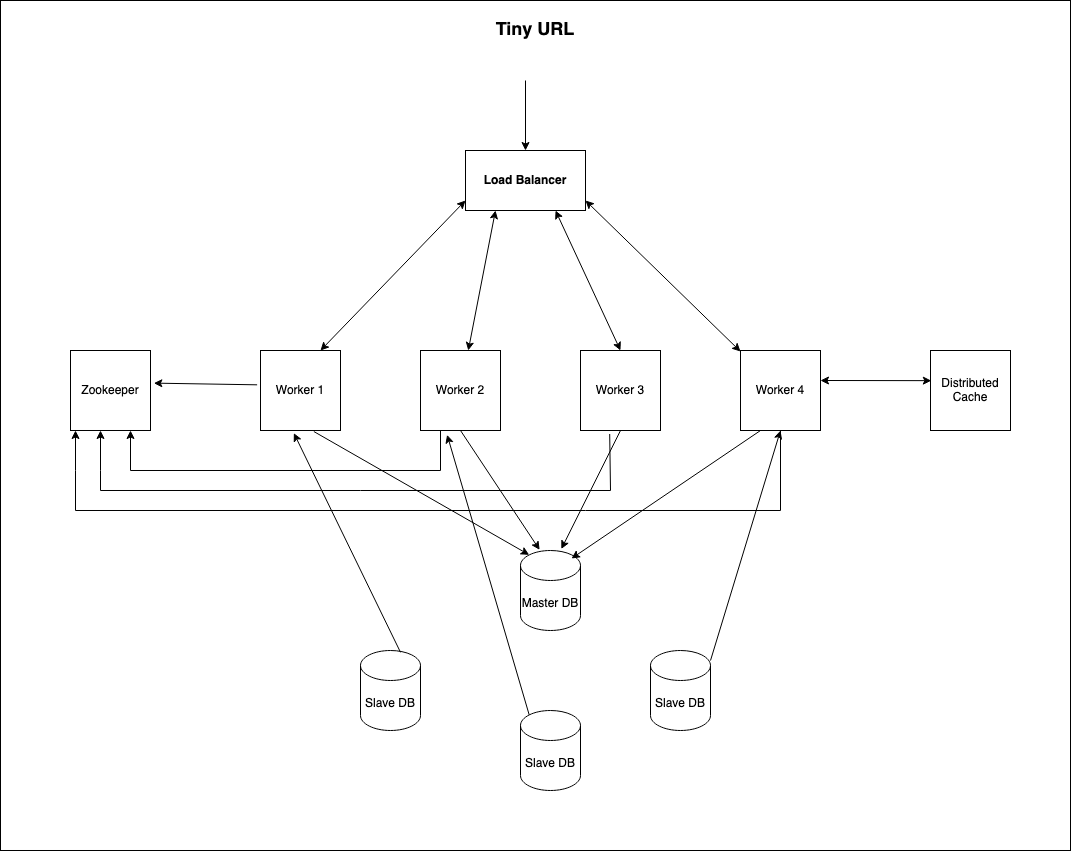 Tiny URL
Load Balancer
Zookeeper
Worker 1
Worker 2
Worker 3
Worker 4
Distributed
Cache
Master DB
Slave DB
Slave DB
Slave DB